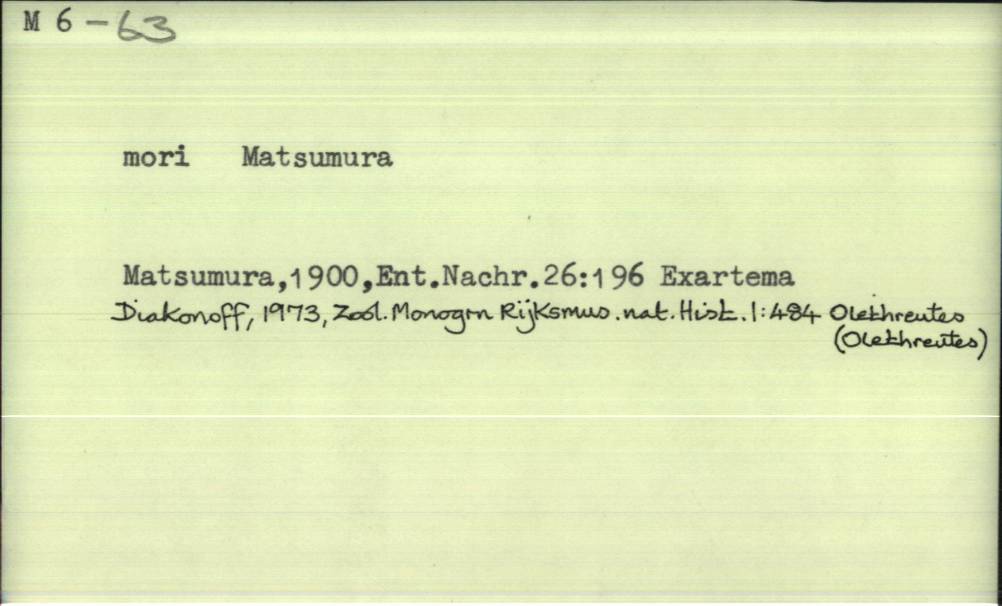 M 6 - 63
mori Matsumura
Matsumura,1900,Ent.Nachr.26:196 Exartema
Diakonoff, 1973, Zool. Monogrn Rijksmus. nat. Hist. 1:484 Olethreutes
(Olethreutes)